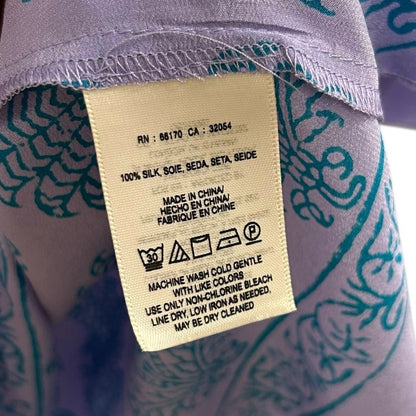 RN : 66170 CA : 32054
100% SILK, SOIE, SEDA, SETA, SEIDE
MADE IN CHINA/
HECHO EN CHINA/
FABRIQUE EN CHINE
30
MACHINE WASH COLD GENTLE
WITH LIKE COLORS
USE ONLY NON-CHLORINE BLEACH
LINE DRY, LOW IRON AS NEEDED.
MAY BE DRY CLEANED